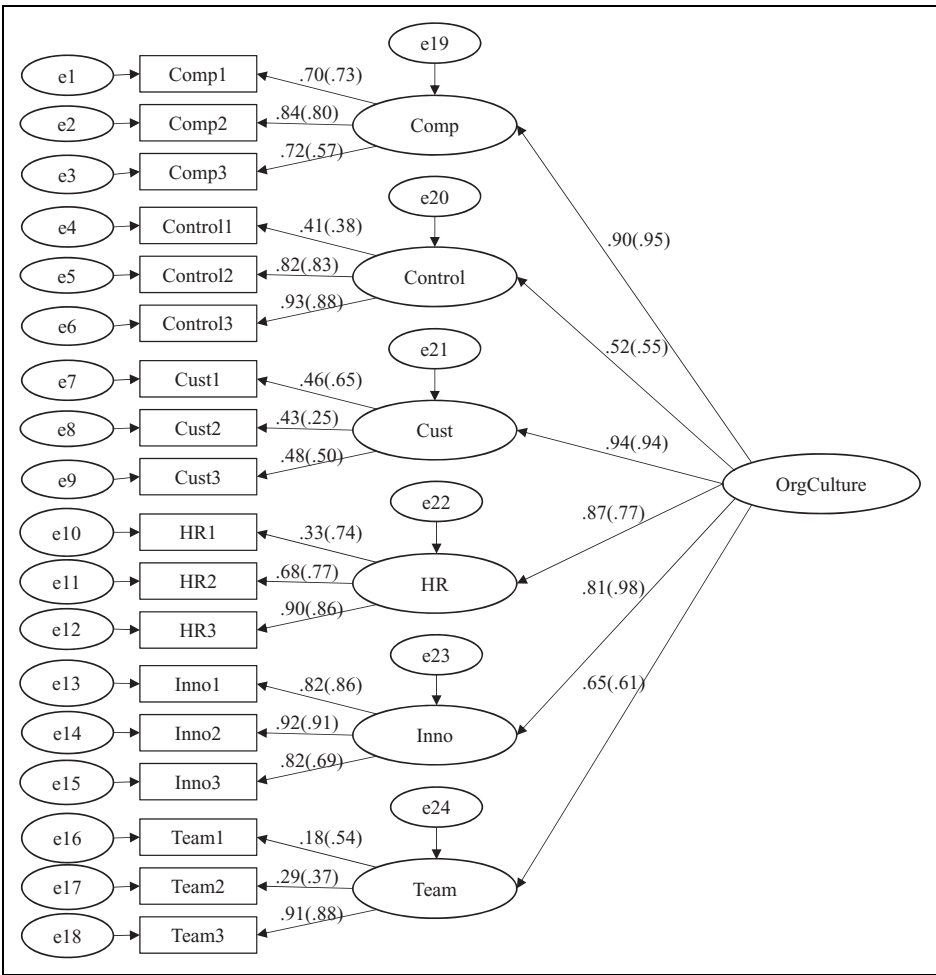 e19
e1 Comp1 .70(.73)
e2 Comp2 .84(.80) Comp
e3 Comp3 .72(.57)
e20
e4 Control1 .41(.38) .90(.95)
e5 Control2 .82(.83) Control
e6 Control3 .93(.88)
e21 .52(.55)
e7 Cust1 .46(.65)
e8 Cust2 .43(.25) Cust .94(.94)
e9 Cust3 .48(.50)
OrgCulture
e22
e10 HR1 .33(.74) .87(.77)
e11 HR2 .68(.77) HR
e12 HR3 .90(.86) .81(.98)
e23
e13 Inno1 .82(.86) .65(.61)
e14 Inno2 .92(.91) Inno
e15 Inno3 .82(.69)
e24
e16 Team1 .18(.54)
e17 Team2 .29(.37) Team
e18 Team3 .91(.88)